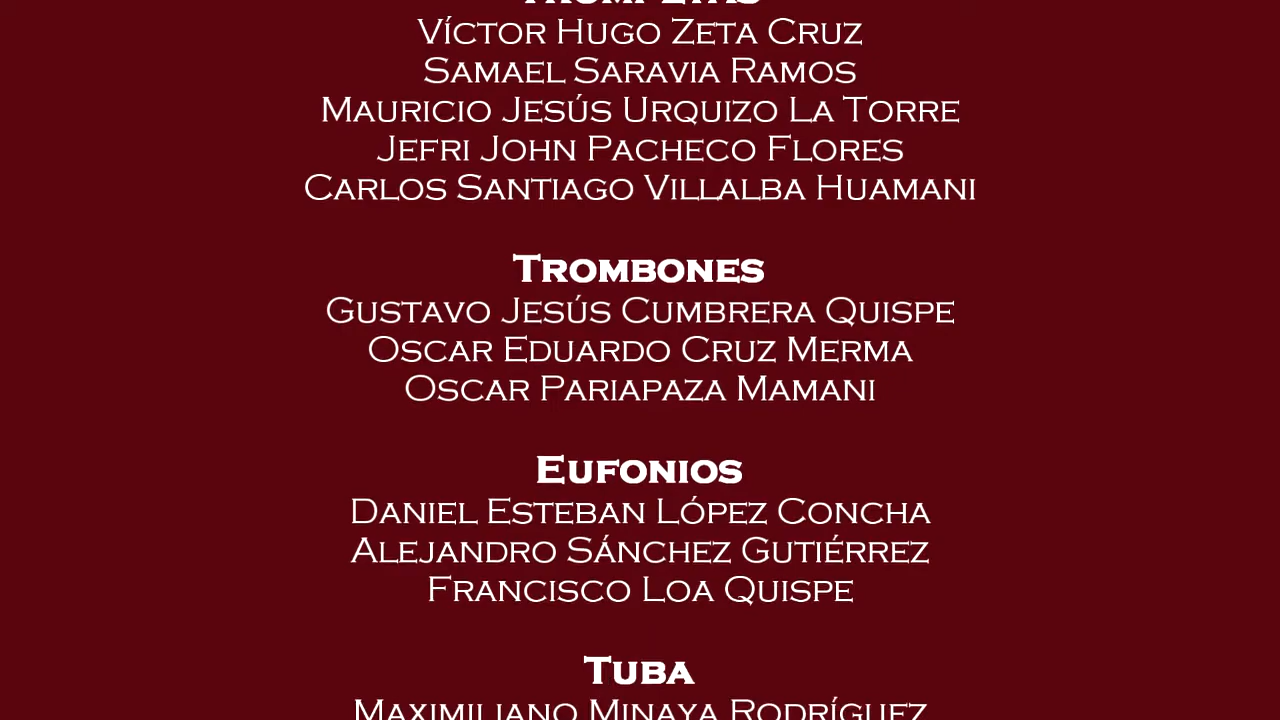 Trompetas
Víctor Hugo Zeta Cruz
Samael Saravia Ramos
Mauricio Jesús Urquizo La Torre
Jefri John Pacheco Flores
Carlos Santiago Villalba Huamani
Trombones
Gustavo Jesús Cumbrera Quispe
Oscar Eduardo Cruz Merma
Oscar Pariapaza Mamani
Eufonios
Daniel Esteban López Concha
Alejandro Sánchez Gutiérrez
Francisco Loa Quispe
Tuba
Maximiliano Minaya Rodríguez